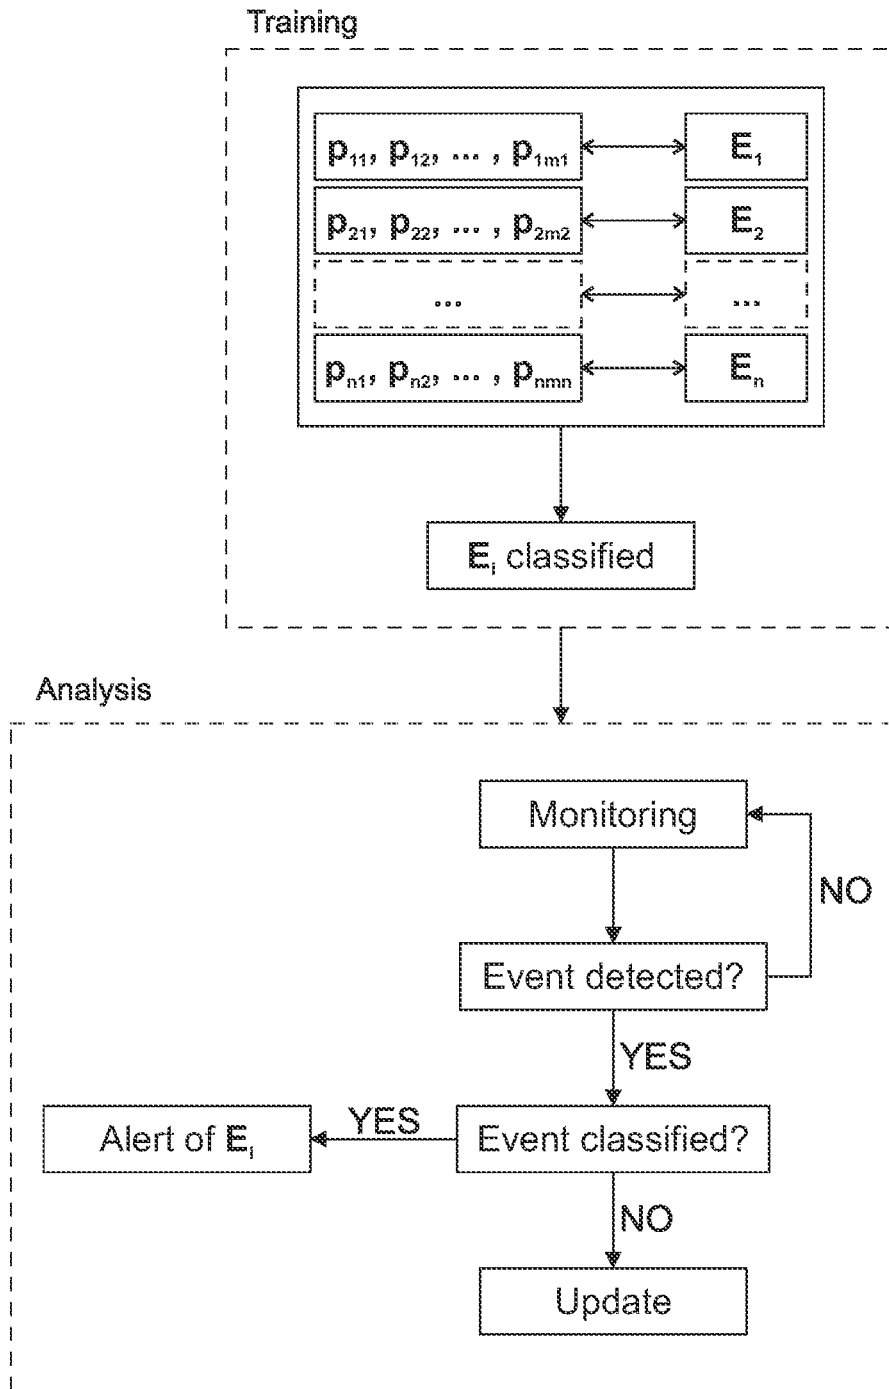 Training
p₁₁, p₁₂, ... , p₁ₘ₁ E₁
p₂₁, p₂₂, ... , p₂ₘ₂ E₂
... ...
pₙ₁, pₙ₂, ... , pₙₘₙ Eₙ
Eᵢ classified
Analysis
Monitoring
NO
Event detected?
YES
Event classified?
YES
Alert of Eᵢ
NO
Update